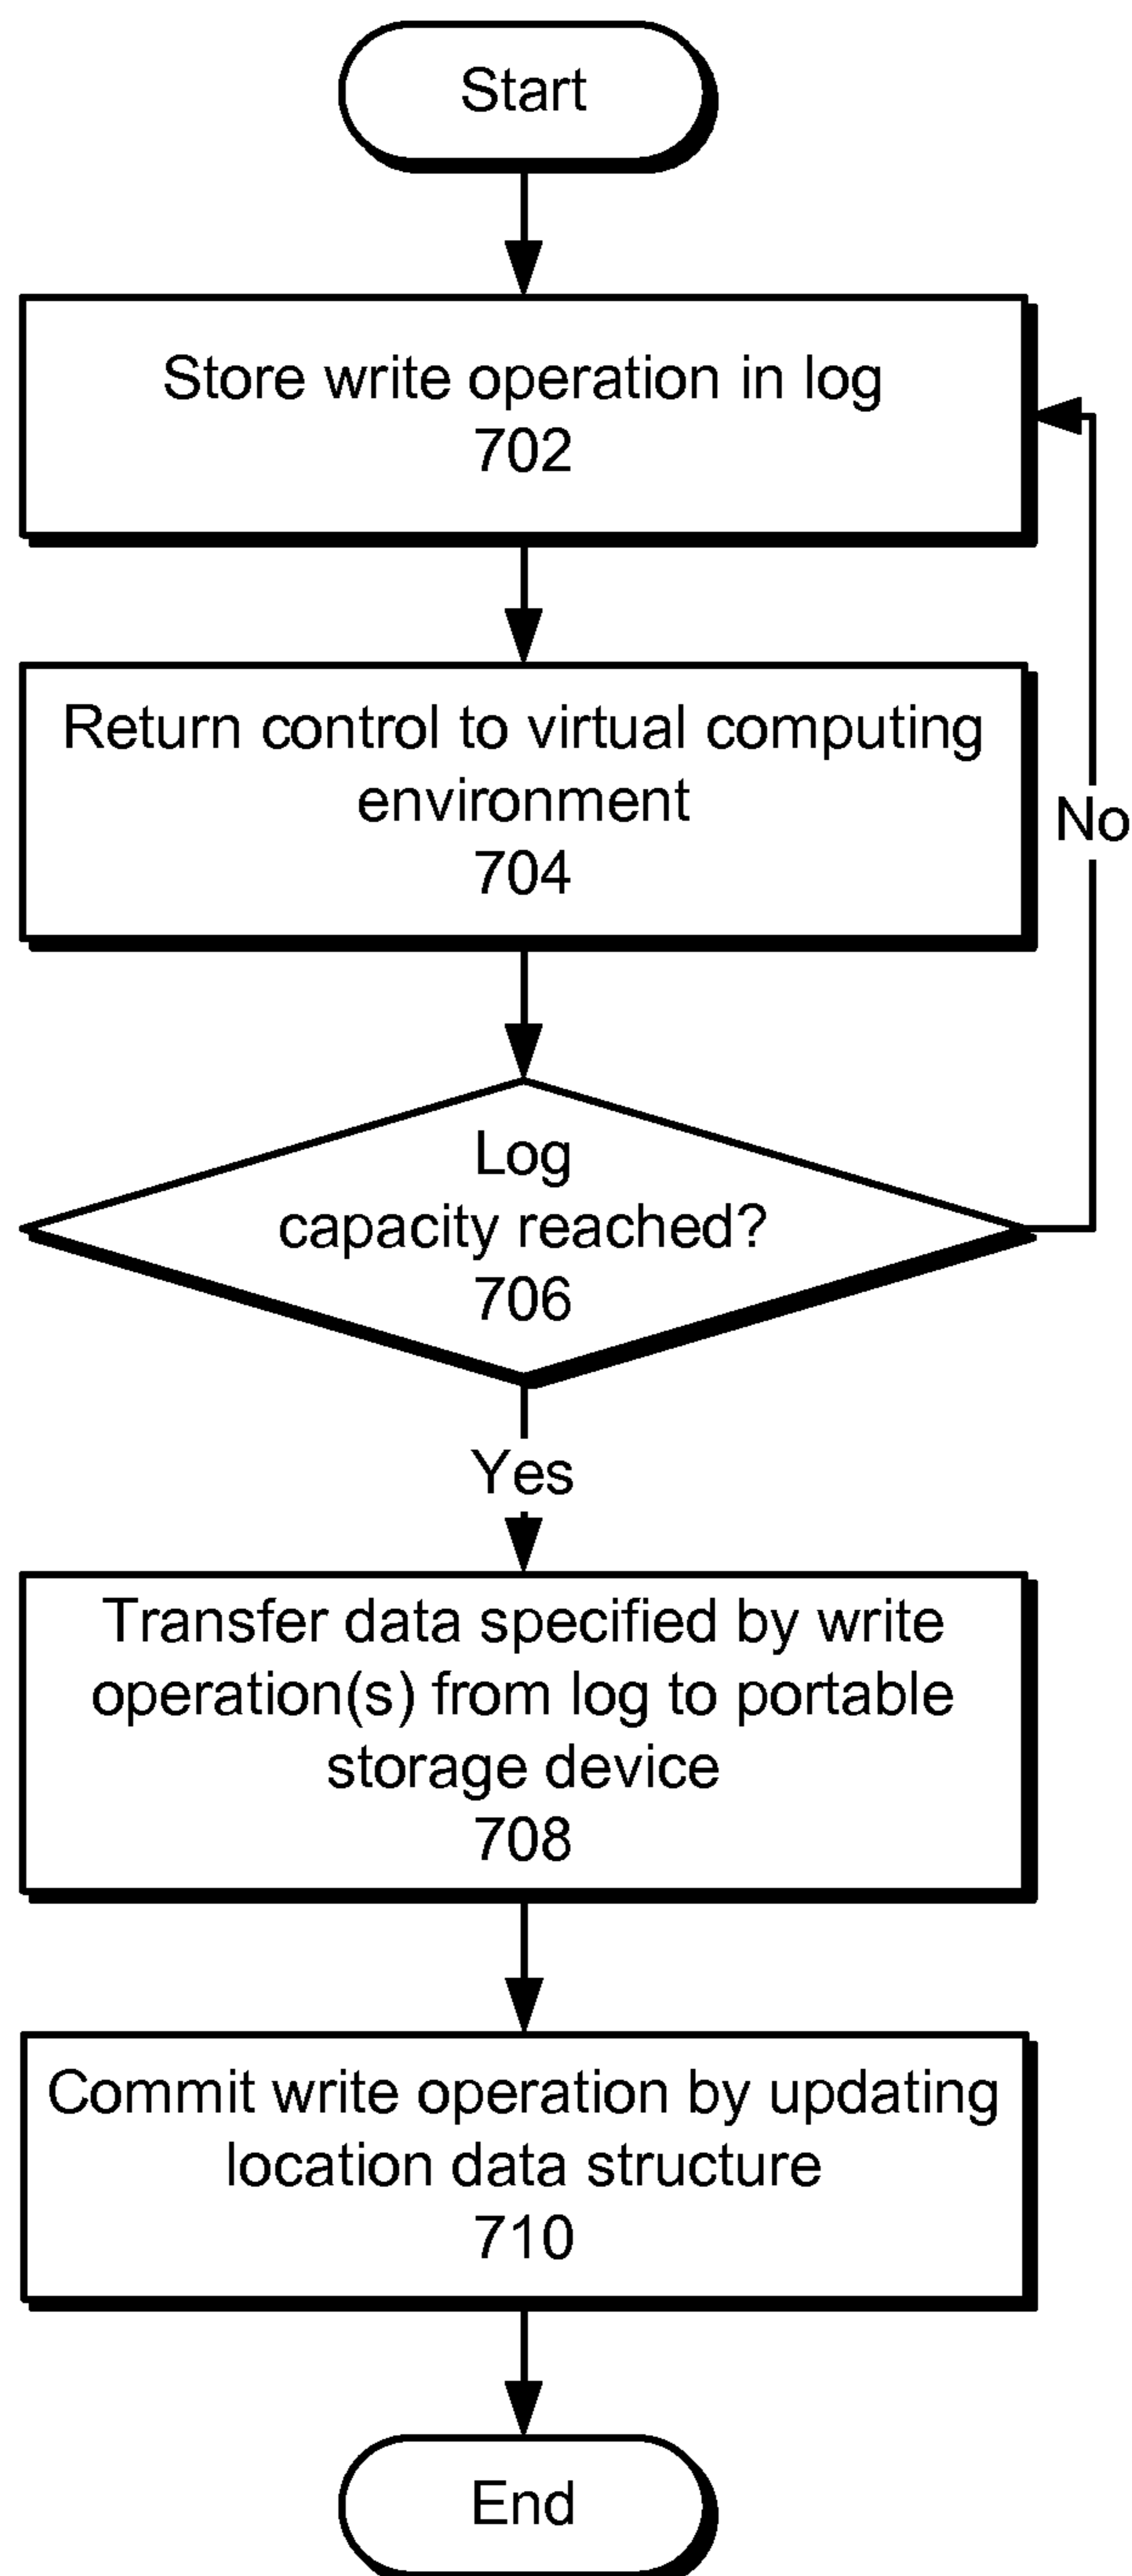 Start
Store write operation in log
702
Return control to virtual computing
environment
704
No
Log
capacity reached?
706
Yes
Transfer data specified by write
operation(s) from log to portable
storage device
708
Commit write operation by updating
location data structure
710
End